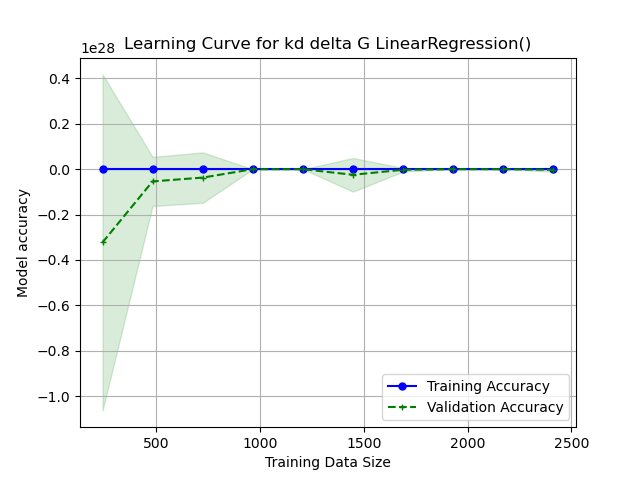 1e28
Learning Curve for kd delta G LinearRegression()
0.4
0.2
0.0
−0.2
−0.4
−0.6
−0.8
−1.0
Model accuracy
500
1000
1500
2000
2500
Training Data Size
Training Accuracy
Validation Accuracy